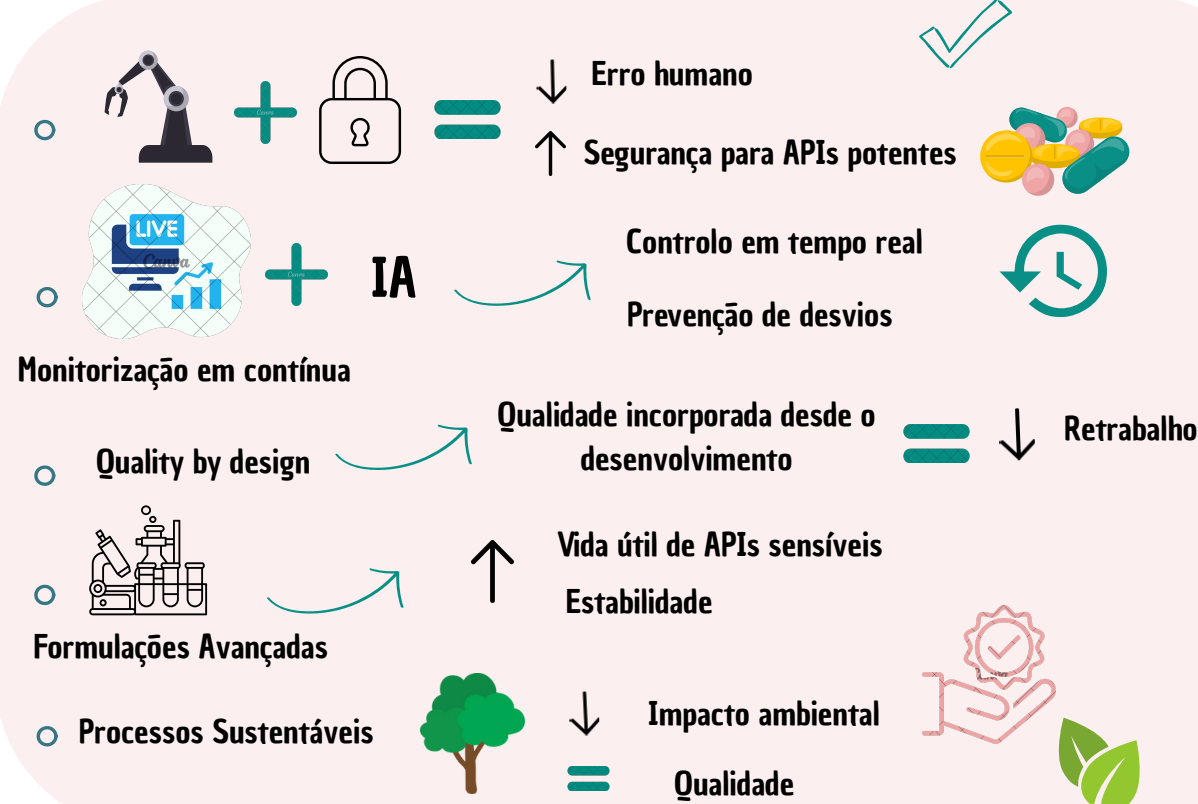 Erro humano
Segurança para APIs potentes
LIVE
Canva
IA
Controlo em tempo real
Prevenção de desvios
Monitorização em contínua
Quality by design
Qualidade incorporada desde o
desenvolvimento
Retrabalho
Vida útil de APIs sensíveis
Estabilidade
Formulações Avançadas
Processos Sustentáveis
Impacto ambiental
Qualidade